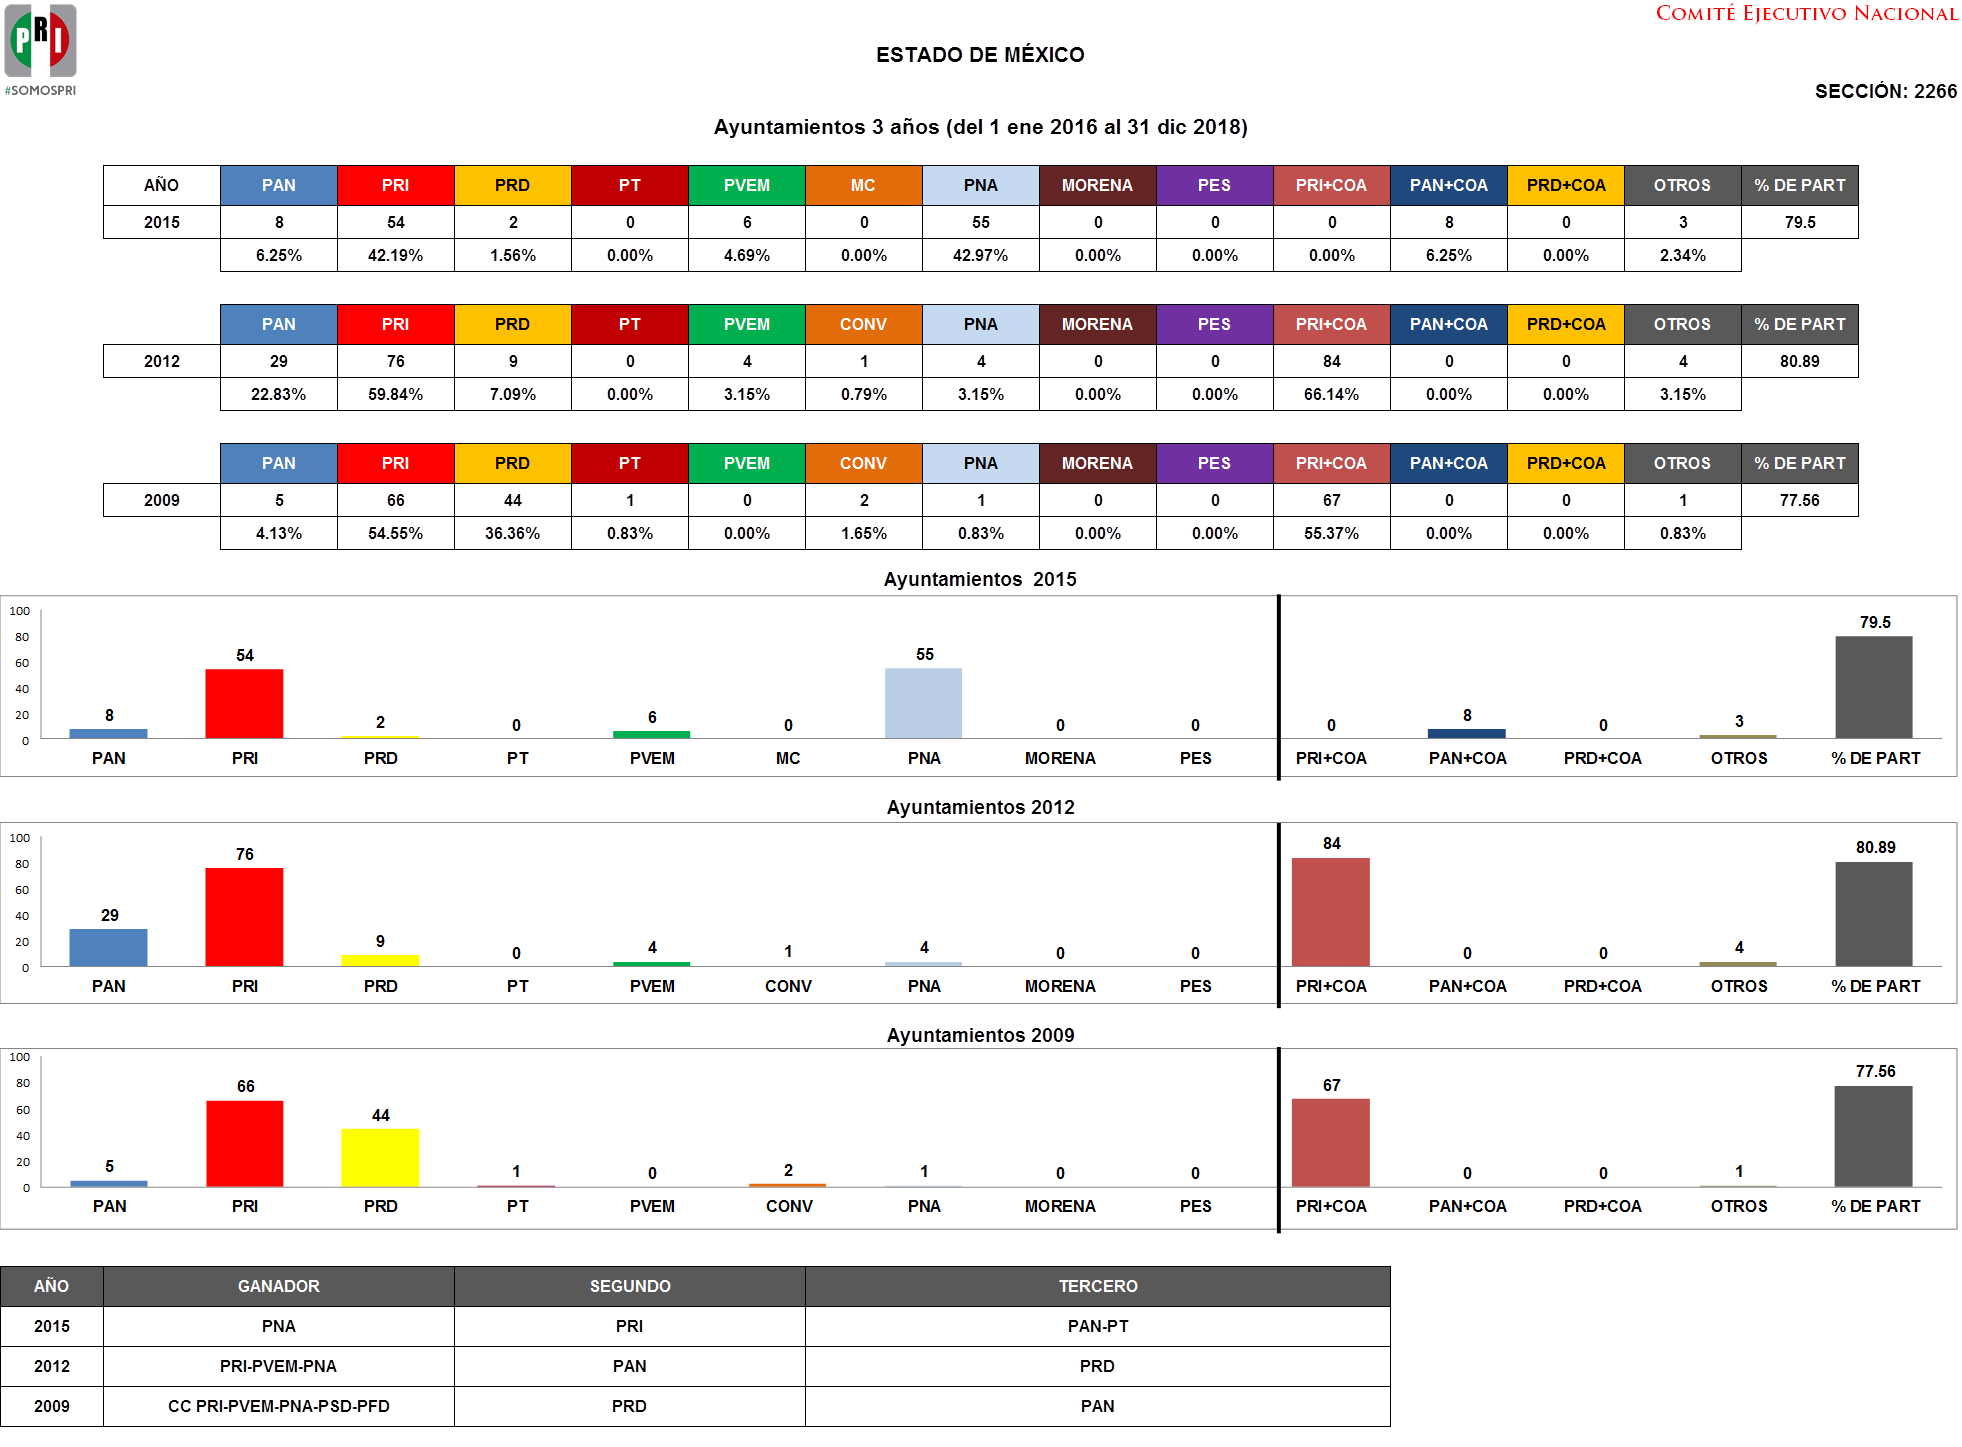 COMITÉ EJECUTIVO NACIONAL
PRI
#SOMOSPRI
ESTADO DE MÉXICO
SECCIÓN: 2266
Ayuntamientos 3 años (del 1 ene 2016 al 31 dic 2018)
AÑO PAN PRI PRD PT PVEM MC PNA MORENA PES PRI+COA PAN+COA PRD+COA OTROS % DE PART
2015 8 54 2 0 6 0 55 0 0 0 8 0 3 79.5
6.25% 42.19% 1.56% 0.00% 4.69% 0.00% 42.97% 0.00% 0.00% 0.00% 6.25% 0.00% 2.34%
PAN PRI PRD PT PVEM CONV PNA MORENA PES PRI+COA PAN+COA PRD+COA OTROS % DE PART
2012 29 76 9 0 4 1 4 0 0 84 0 0 4 80.89
22.83% 59.84% 7.09% 0.00% 3.15% 0.79% 3.15% 0.00% 0.00% 66.14% 0.00% 0.00% 3.15%
PAN PRI PRD PT PVEM CONV PNA MORENA PES PRI+COA PAN+COA PRD+COA OTROS % DE PART
2009 5 66 44 1 0 2 1 0 0 67 0 0 1 77.56
4.13% 54.55% 36.36% 0.83% 0.00% 1.65% 0.83% 0.00% 0.00% 55.37% 0.00% 0.00% 0.83%
Ayuntamientos 2015
100
80
60
40
20
0
8 54 2 0 6 0 55 0 0 0 8 0 3 79.5
PAN PRI PRD PT PVEM MC PNA MORENA PES PRI+COA PAN+COA PRD+COA OTROS % DE PART
Ayuntamientos 2012
100
80
60
40
20
0
29 76 9 0 4 1 4 0 0 84 0 0 4 80.89
PAN PRI PRD PT PVEM CONV PNA MORENA PES PRI+COA PAN+COA PRD+COA OTROS % DE PART
Ayuntamientos 2009
100
80
60
40
20
0
5 66 44 1 0 2 1 0 0 67 0 0 1 77.56
PAN PRI PRD PT PVEM CONV PNA MORENA PES PRI+COA PAN+COA PRD+COA OTROS % DE PART
AÑO GANADOR SEGUNDO TERCERO
2015 PNA PRI PAN-PT
2012 PRI-PVEM-PNA PAN PRD
2009 CC PRI-PVEM-PNA-PSD-PFD PRD PAN